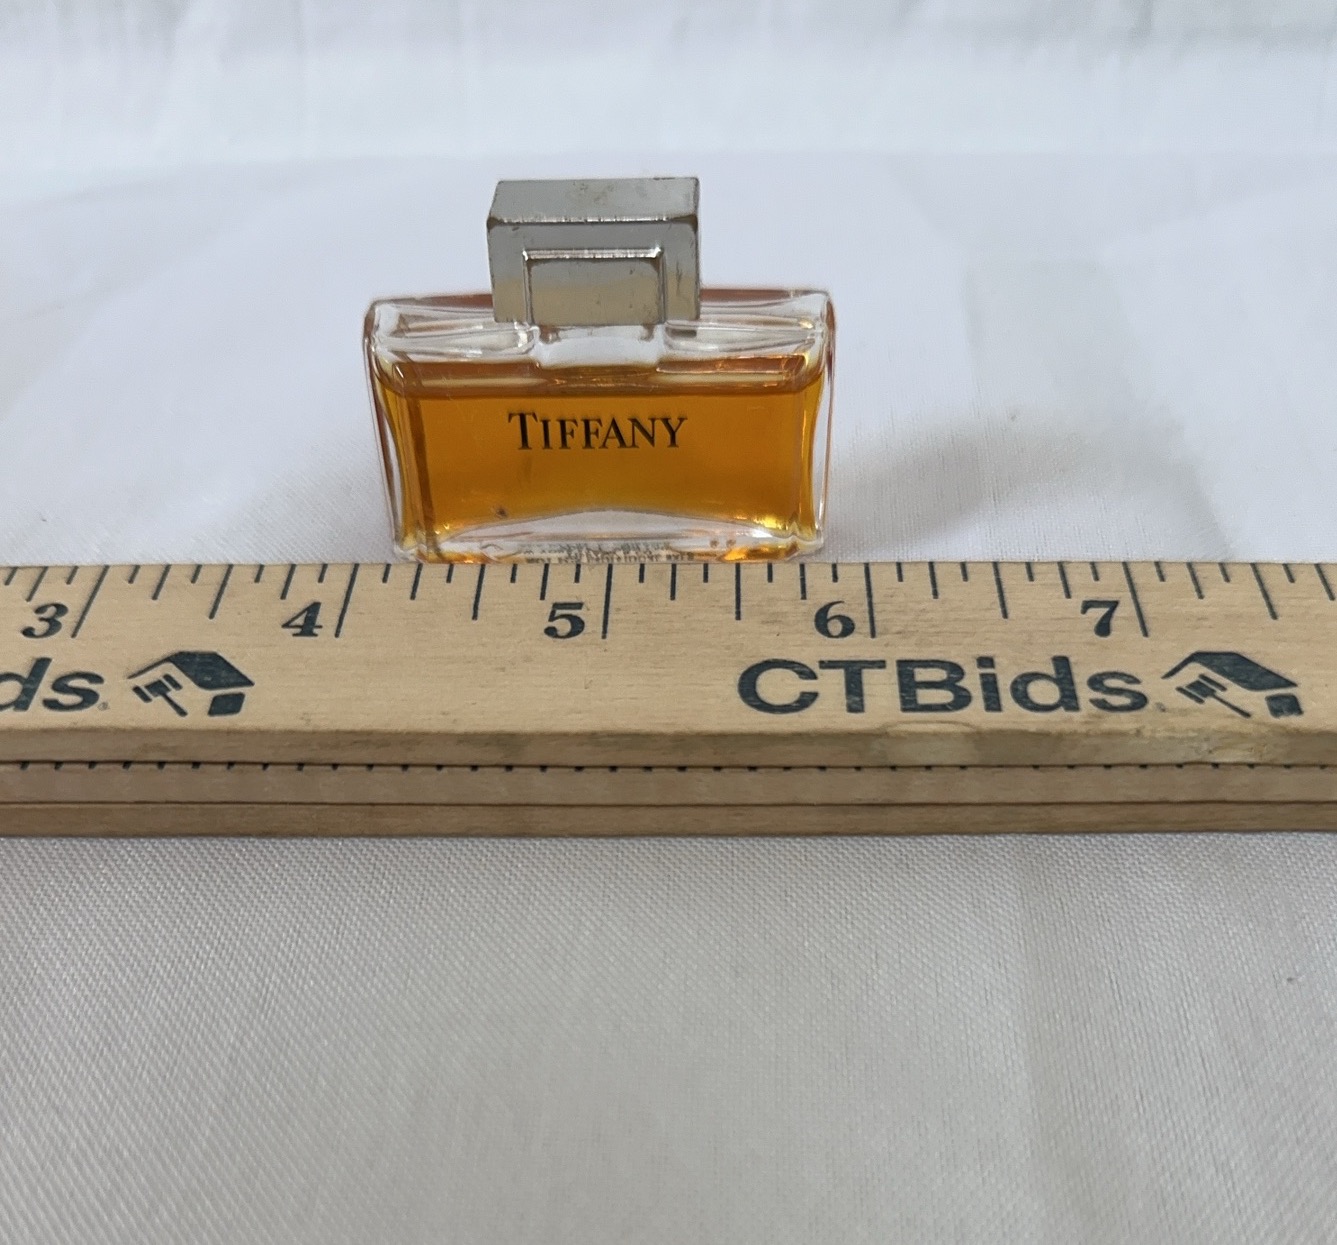 TIFFANY
3 4 5 6 7
ds. CTBids.